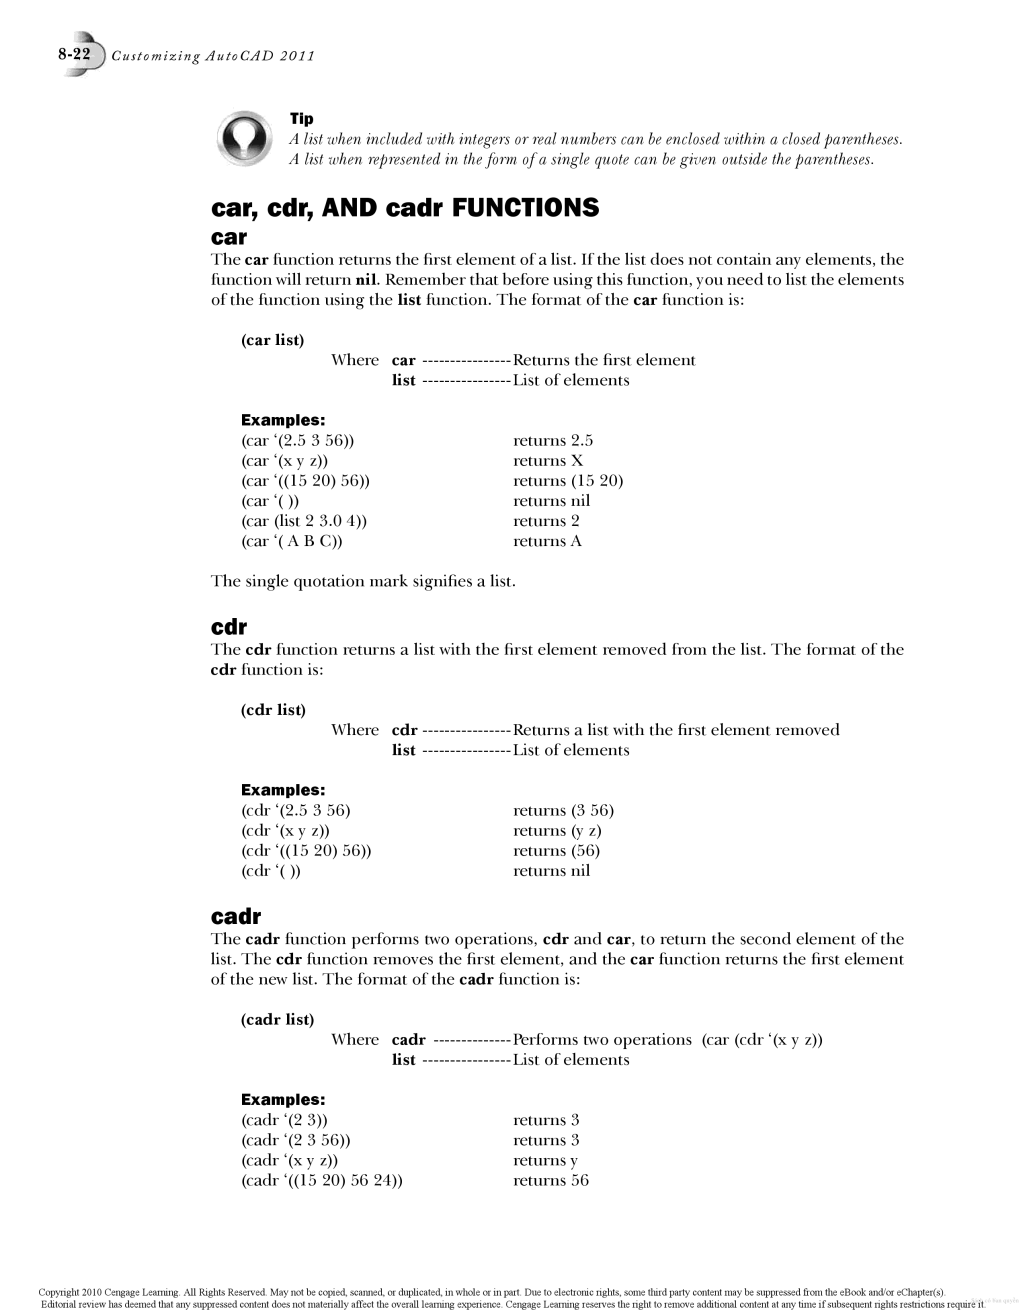 8-22 Customizing AutoCAD 2011
Tip
A list when included with integers or real numbers can be enclosed within a closed parentheses.
A list when represented in the form of a single quote can be given outside the parentheses.
car, cdr, AND cadr FUNCTIONS
car
The car function returns the first element of a list. If the list does not contain any elements, the
function will return nil. Remember that before using this function, you need to list the elements
of the function using the list function. The format of the car function is:
(car list)
Where car ----------------Returns the first element
list ----------------List of elements
Examples:
(car ‘(2.5 3 56)) returns 2.5
(car ‘(x y z)) returns X
(car ‘((15 20) 56)) returns (15 20)
(car ‘( )) returns nil
(car (list 2 3.0 4)) returns 2
(car ‘( A B C)) returns A
The single quotation mark signifies a list.
cdr
The cdr function returns a list with the first element removed from the list. The format of the
cdr function is:
(cdr list)
Where cdr ----------------Returns a list with the first element removed
list ----------------List of elements
Examples:
(cdr ‘(2.5 3 56) returns (3 56)
(cdr ‘(x y z)) returns (y z)
(cdr ‘((15 20) 56)) returns (56)
(cdr ‘( )) returns nil
cadr
The cadr function performs two operations, cdr and car, to return the second element of the
list. The cdr function removes the first element, and the car function returns the first element
of the new list. The format of the cadr function is:
(cadr list)
Where cadr --------------Performs two operations (car (cdr ‘(x y z))
list ----------------List of elements
Examples:
(cadr ‘(2 3)) returns 3
(cadr ‘(2 3 56)) returns 3
(cadr ‘(x y z)) returns y
(cadr ‘((15 20) 56 24)) returns 56
Copyright 2010 Cengage Learning. All Rights Reserved. May not be copied, scanned, or duplicated, in whole or in part. Due to electronic rights, some third party content may be suppressed from the eBook and/or eChapter(s).
Editorial review has deemed that any suppressed content does not materially affect the overall learning experience. Cengage Learning reserves the right to remove additional content at any time if subsequent rights restrictions require it.